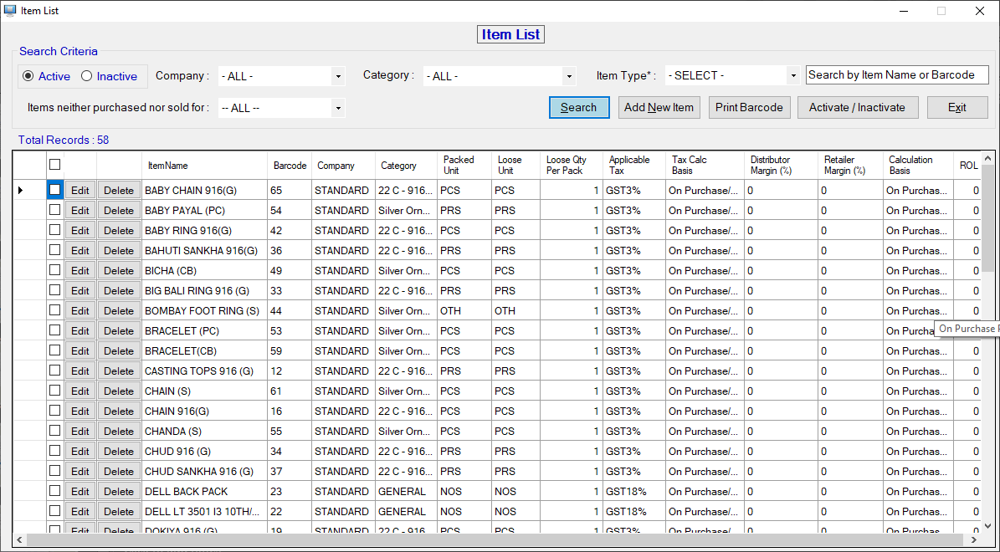 Item List
Item List
Search Criteria
Active Inactive Company : - ALL - Category : - ALL - Item Type* : - SELECT - Search by Item Name or Barcode
Items neither purchased nor sold for : -- ALL -- Search Add New Item Print Barcode Activate / Inactivate Exit
Total Records : 58
ItemName Barcode Company Category Packed Unit Loose Unit Loose Qty Per Pack Applicable Tax Tax Calc Basis Distributor Margin (%) Retailer Margin (%) Calculation Basis ROL
Edit Delete BABY CHAIN 916(G) 65 STANDARD 22 C - 916... PCS PCS 1 GST3% On Purchase/... 0 0 On Purchas... 0
Edit Delete BABY PAYAL (PC) 54 STANDARD Silver Orn... PRS PRS 1 GST3% On Purchase/... 0 0 On Purchas... 0
Edit Delete BABY RING 916(G) 42 STANDARD 22 C - 916... PCS PCS 1 GST3% On Purchase/... 0 0 On Purchas... 0
Edit Delete BAHUTI SANKHA 916(G) 36 STANDARD 22 C - 916... PRS PRS 1 GST3% On Purchase/... 0 0 On Purchas... 0
Edit Delete BICHA (CB) 49 STANDARD Silver Orn... PCS PCS 1 GST3% On Purchase/... 0 0 On Purchas... 0
Edit Delete BIG BALI RING 916 (G) 33 STANDARD 22 C - 916... PRS PRS 1 GST3% On Purchase/... 0 0 On Purchas... 0
Edit Delete BOMBAY FOOT RING (S) 44 STANDARD Silver Orn... OTH OTH 1 GST3% On Purchase/... 0 0 On Purchas... 0
Edit Delete BRACELET (PC) 53 STANDARD Silver Orn... PCS PCS 1 GST3% On Purchase/... 0 0 On Purcha On Purchase
Edit Delete BRACELET(CB) 59 STANDARD Silver Orn... PCS PCS 1 GST3% On Purchase/... 0 0 On Purchas... 0
Edit Delete CASTING TOPS 916 (G) 12 STANDARD 22 C - 916... PRS PRS 1 GST3% On Purchase/... 0 0 On Purchas... 0
Edit Delete CHAIN (S) 61 STANDARD Silver Orn... PCS PCS 1 GST3% On Purchase/... 0 0 On Purchas... 0
Edit Delete CHAIN 916(G) 16 STANDARD 22 C - 916... PCS PCS 1 GST3% On Purchase/... 0 0 On Purchas... 0
Edit Delete CHANDA (S) 55 STANDARD Silver Orn... PCS PCS 1 GST3% On Purchase/... 0 0 On Purchas... 0
Edit Delete CHUD 916 (G) 34 STANDARD 22 C - 916... PRS PRS 1 GST3% On Purchase/... 0 0 On Purchas... 0
Edit Delete CHUD SANKHA 916 (G) 37 STANDARD 22 C - 916... PRS PRS 1 GST3% On Purchase/... 0 0 On Purchas... 0
Edit Delete DELL BACK PACK 23 STANDARD GENERAL NOS NOS 1 GST18% On Purchase/... 0 0 On Purchas... 0
Edit Delete DELL LT 3501 I3 10TH/... 22 STANDARD GENERAL NOS NOS 1 GST18% On Purchase/... 0 0 On Purchas... 0
Edit Delete DOKIYA 916 (G) 19 STANDARD 22 C - 916... PCS PCS 1 GST3% On Purchase/... 0 0 On Purchas... 0